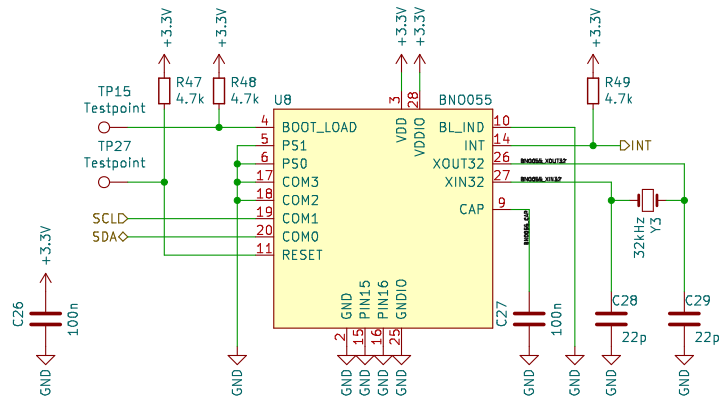 +3.3V
+3.3V
+3.3V
+3.3V
+3.3V
R47
4.7k
R48
4.7k
R49
4.7k
TP15
Testpoint
TP27
Testpoint
U8
BNO055
3
28
VDD
VDDIO
4
BOOT_LOAD
5
PS1
6
PS0
17
COM3
18
COM2
19
COM1
20
COM0
11
RESET
10
BL_IND
14
INT
26
XOUT32
27
XIN32
9
CAP
SCL
SDA
INT
BNO055_XOUT32
BNO055_XIN32
BNO055_CAP
32kHz
Y3
+3.3V
C26
100n
GND
PIN15
PIN16
GNDIO
2
15
16
25
C27
100n
C28
22p
C29
22p
GND
GND
GND
GND
GND
GND
GND
GND
GND
GND